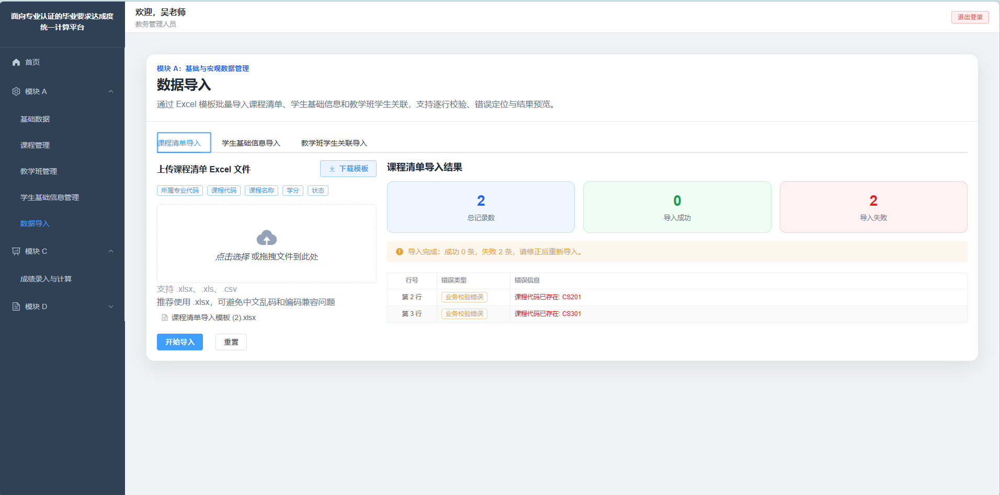 面向专业认证的毕业要求达成度
统一计算平台
首页
模块 A
基础数据
课程管理
教学班管理
学生基础信息管理
数据导入
模块 C
成绩录入与计算
模块 D
欢迎，吴老师
教务管理人员
退出登录
模块 A：基础与宏观数据管理
数据导入
通过 Excel 模板批量导入课程清单、学生基础信息和教学班学生关联，支持逐行校验、错误定位与结果预览。
课程清单导入 学生基础信息导入 教学班学生关联导入
上传课程清单 Excel 文件 下载模板
所属专业代码 课程代码 课程名称 学分 状态
点击选择 或拖拽文件到此处
支持 .xlsx、.xls、.csv
推荐使用 .xlsx，可避免中文乱码和编码兼容问题
课程清单导入模板 (2).xlsx
开始导入 重置
课程清单导入结果
2 0 2
总记录数 导入成功 导入失败
导入完成：成功 0 条，失败 2 条，请修正后重新导入。
行号 错误类型 错误信息
第 2 行 业务校验错误 课程代码已存在: CS201
第 3 行 业务校验错误 课程代码已存在: CS301